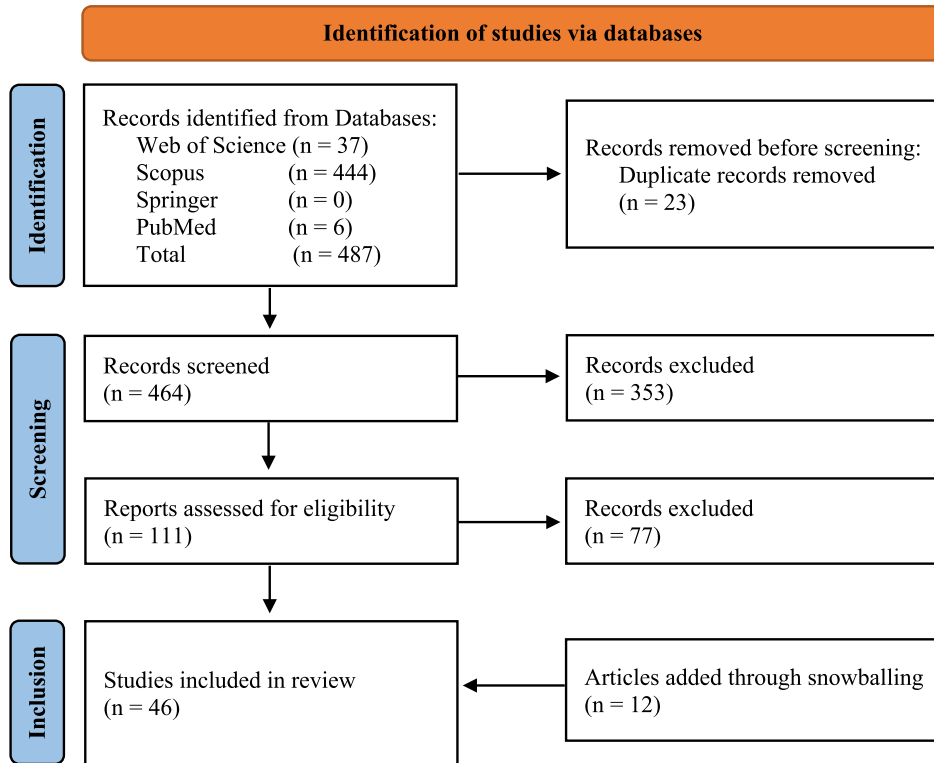 Identification of studies via databases
Identification
Records identified from Databases:
Web of Science (n = 37)
Scopus (n = 444)
Springer (n = 0)
PubMed (n = 6)
Total (n = 487)
Records removed before screening:
Duplicate records removed
(n = 23)
Screening
Records screened
(n = 464)
Records excluded
(n = 353)
Reports assessed for eligibility
(n = 111)
Records excluded
(n = 77)
Inclusion
Studies included in review
(n = 46)
Articles added through snowballing
(n = 12)